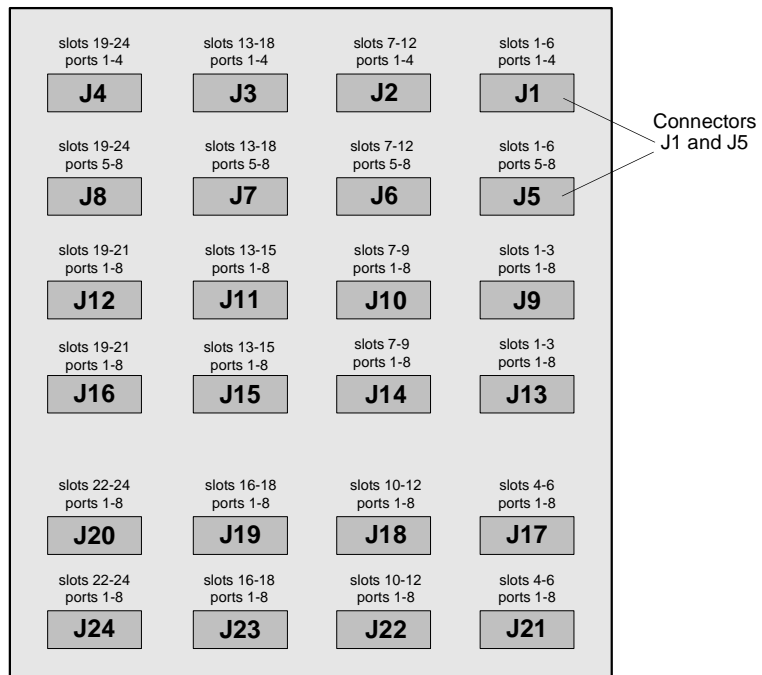 slots 19-24
ports 1-4
J4
slots 13-18
ports 1-4
J3
slots 7-12
ports 1-4
J2
slots 1-6
ports 1-4
J1
Connectors
J1 and J5
slots 19-24
ports 5-8
J8
slots 13-18
ports 5-8
J7
slots 7-12
ports 5-8
J6
slots 1-6
ports 5-8
J5
slots 19-21
ports 1-8
J12
slots 13-15
ports 1-8
J11
slots 7-9
ports 1-8
J10
slots 1-3
ports 1-8
J9
slots 19-21
ports 1-8
J16
slots 13-15
ports 1-8
J15
slots 7-9
ports 1-8
J14
slots 1-3
ports 1-8
J13
slots 22-24
ports 1-8
J20
slots 16-18
ports 1-8
J19
slots 10-12
ports 1-8
J18
slots 4-6
ports 1-8
J17
slots 22-24
ports 1-8
J24
slots 16-18
ports 1-8
J23
slots 10-12
ports 1-8
J22
slots 4-6
ports 1-8
J21